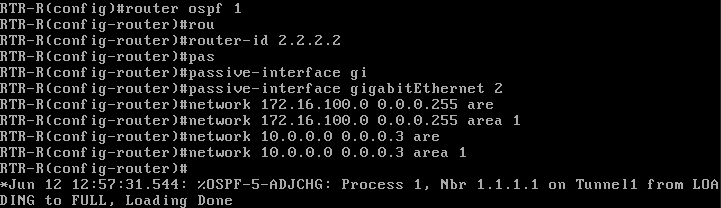 RTR-R(config)#router ospf 1
RTR-R(config-router)#rou
RTR-R(config-router)#router-id 2.2.2.2
RTR-R(config-router)#pas
RTR-R(config-router)#passive-interface gi
RTR-R(config-router)#passive-interface gigabitEthernet 2
RTR-R(config-router)#network 172.16.100.0 0.0.0.255 are
RTR-R(config-router)#network 172.16.100.0 0.0.0.255 area 1
RTR-R(config-router)#network 10.0.0.0 0.0.0.3 are
RTR-R(config-router)#network 10.0.0.0 0.0.0.3 area 1
RTR-R(config-router)#
*Jun 12 12:57:31.544: %OSPF-5-ADJCHG: Process 1, Nbr 1.1.1.1 on Tunnel1 from LOA
DING to FULL, Loading Done